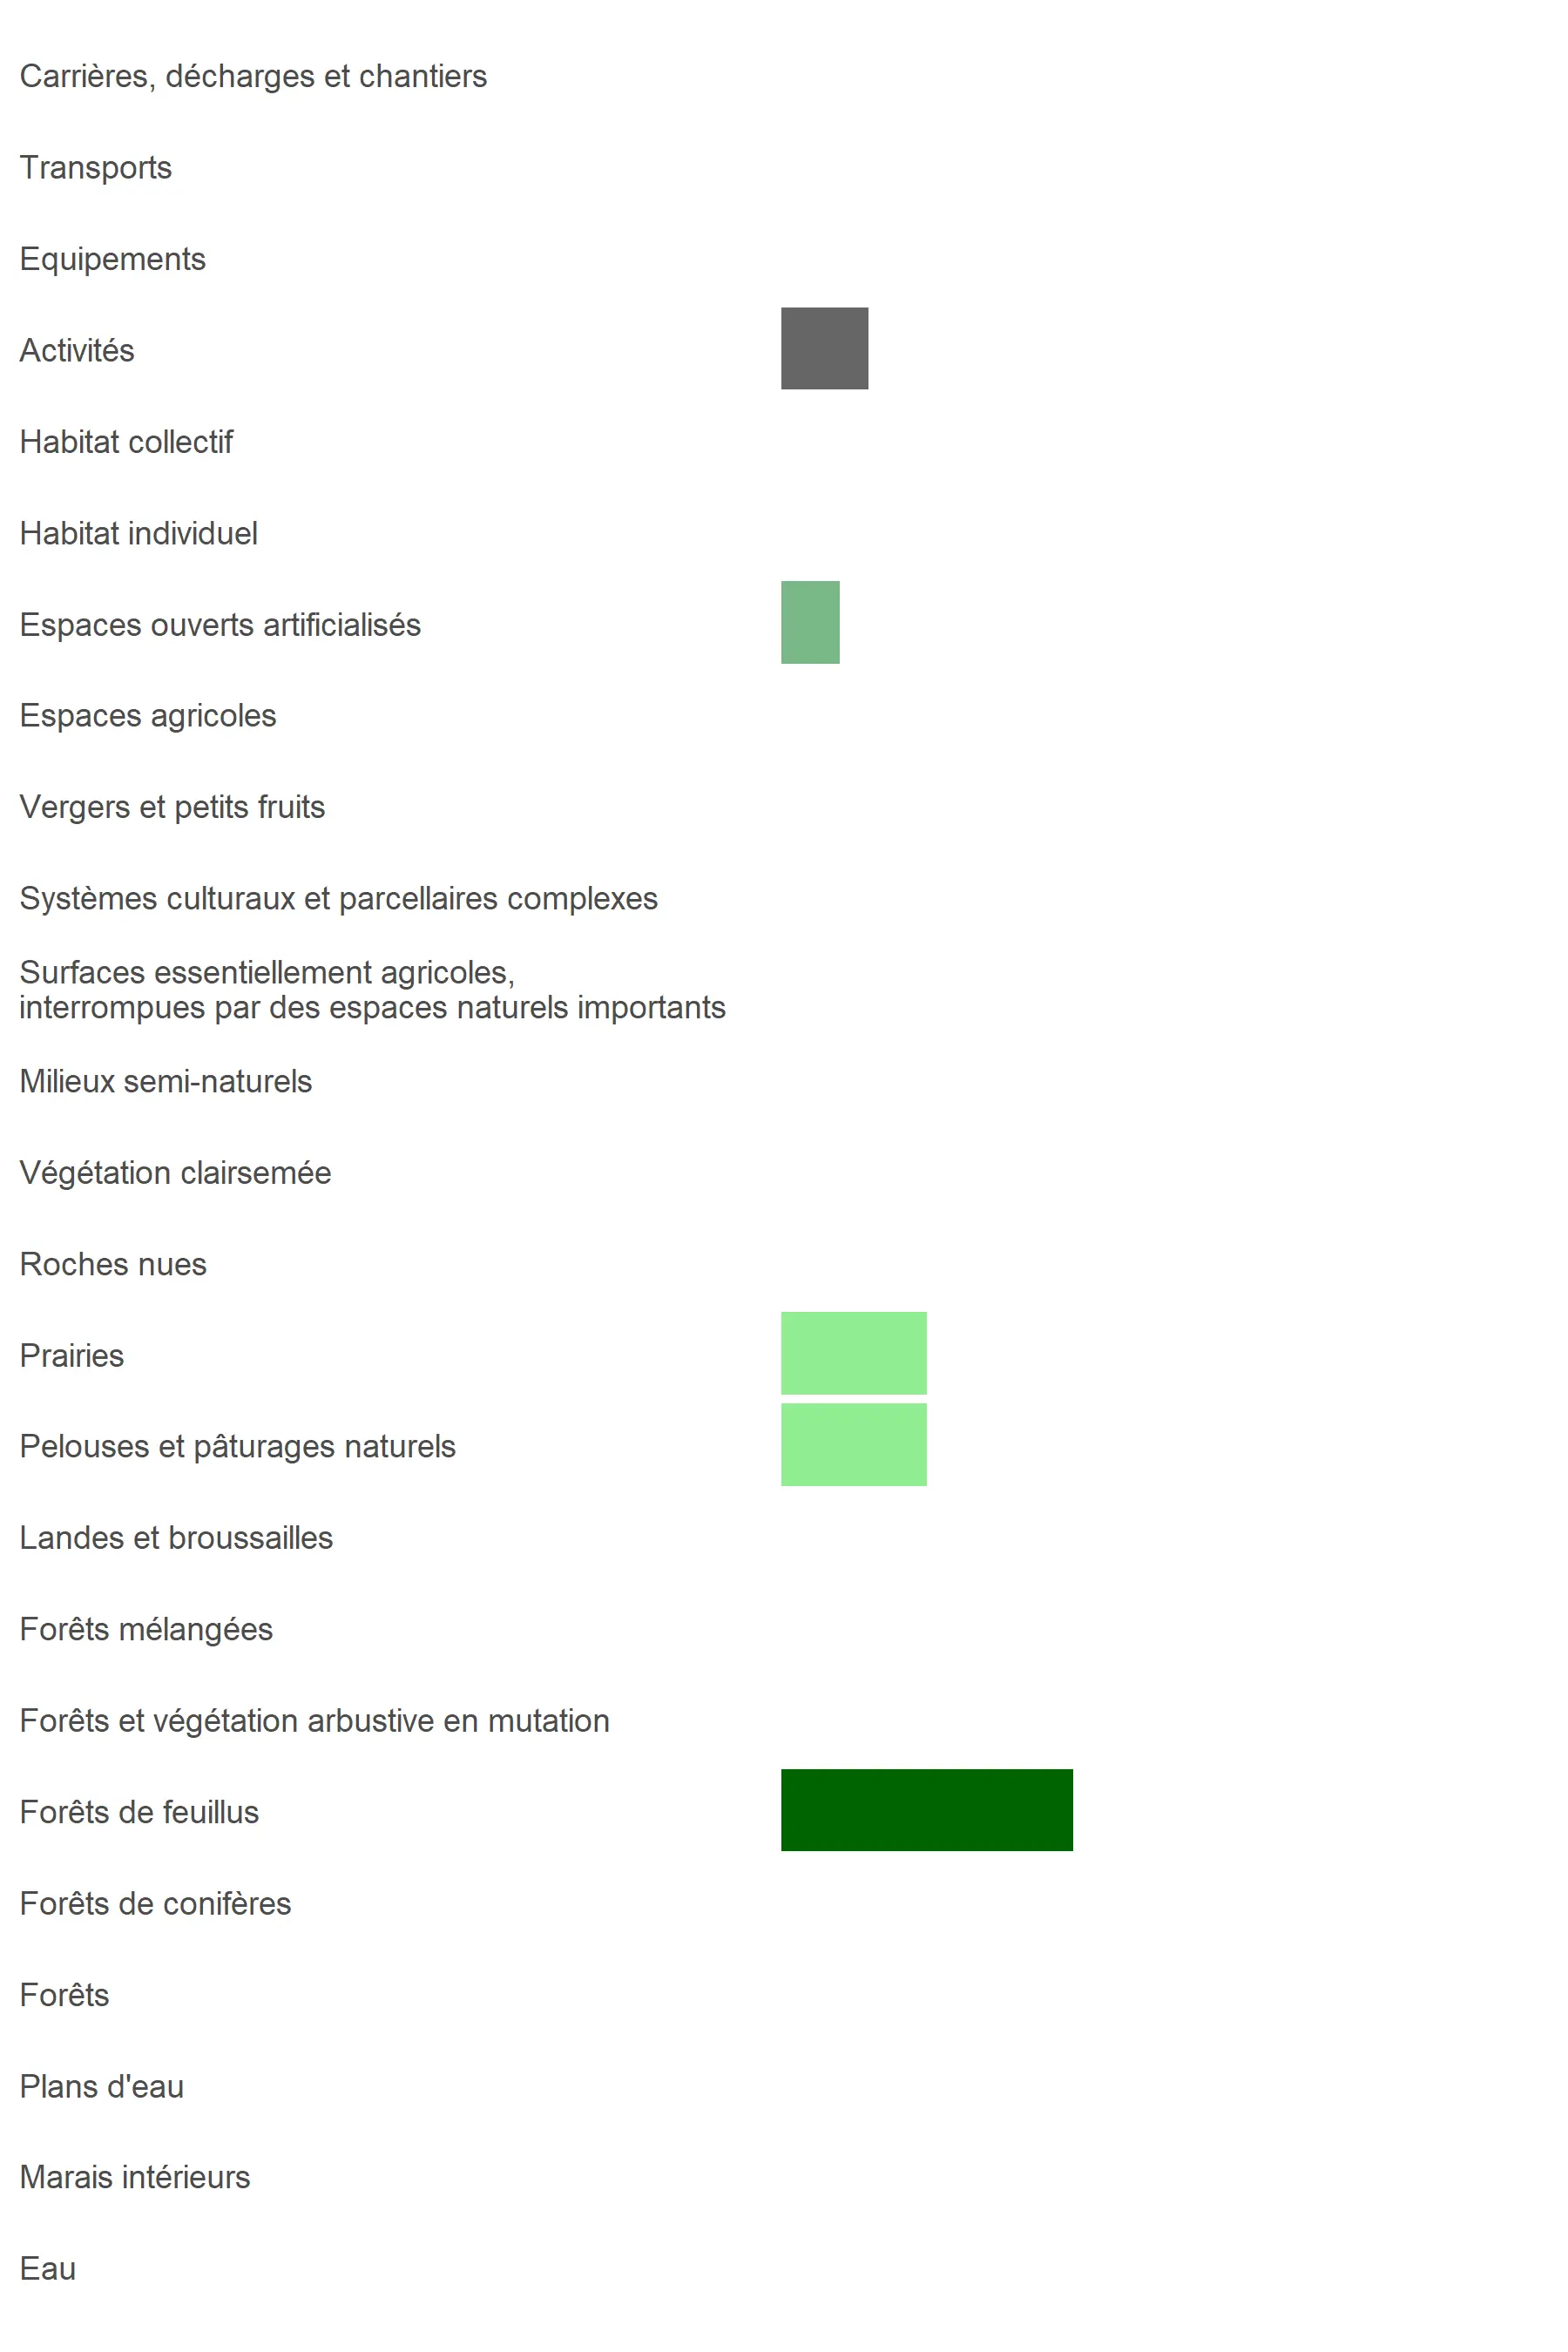 Carrières, décharges et chantiers
Transports
Equipements
Activités
Habitat collectif
Habitat individuel
Espaces ouverts artificialisés
Espaces agricoles
Vergers et petits fruits
Systèmes culturaux et parcellaires complexes
Surfaces essentiellement agricoles,
interrompues par des espaces naturels importants
Milieux semi-naturels
Végétation clairsemée
Roches nues
Prairies
Pelouses et pâturages naturels
Landes et broussailles
Forêts mélangées
Forêts et végétation arbustive en mutation
Forêts de feuillus
Forêts de conifères
Forêts
Plans d'eau
Marais intérieurs
Eau